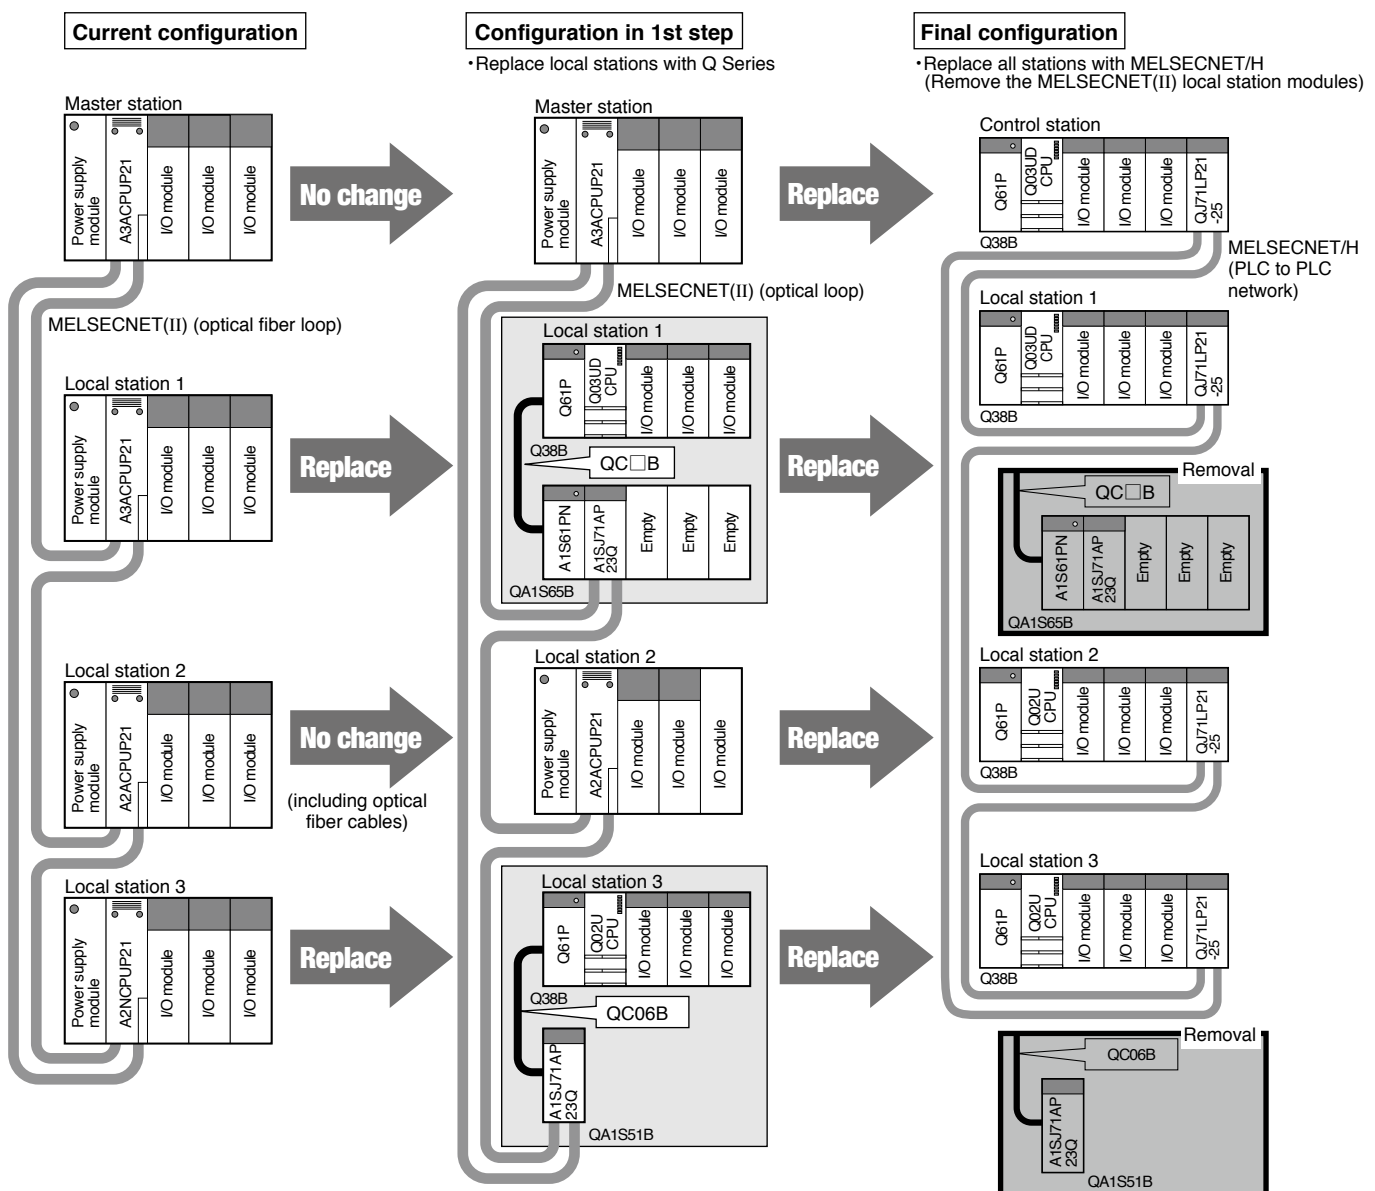 Current configuration
Master station
Power supply
module
A3ACPUP21
I/O module
I/O module
I/O module
MELSECNET(II) (optical fiber loop)
Local station 1
Power supply
module
A3ACPUP21
I/O module
I/O module
I/O module
Local station 2
Power supply
module
A2ACPUP21
I/O module
I/O module
I/O module
Local station 3
Power supply
module
A2NCPUP21
I/O module
I/O module
I/O module
No change
Replace
No change
(including optical
fiber cables)
Replace
Configuration in 1st step
・Replace local stations with Q Series
Master station
Power supply
module
A3ACPUP21
I/O module
I/O module
I/O module
MELSECNET(II) (optical loop)
Local station 1
Q61P
Q03UD
CPU
I/O module
I/O module
I/O module
Q38B
QC□B
A1S61PN
A1SJ71AP
23Q
Empty
Empty
Empty
QA1S65B
Local station 2
Power supply
module
A2ACPUP21
I/O module
I/O module
I/O module
Local station 3
Q61P
Q02U
CPU
I/O module
I/O module
I/O module
Q38B
QC06B
A1SJ71AP
23Q
QA1S51B
Replace
Replace
Replace
Replace
Final configuration
・Replace all stations with MELSECNET/H
(Remove the MELSECNET(II) local station modules)
Control station
Q61P
Q03UD
CPU
I/O module
I/O module
I/O module
QJ71LP21
-25
Q38B
MELSECNET/H
(PLC to PLC
network)
Local station 1
Q61P
Q03UD
CPU
I/O module
I/O module
I/O module
QJ71LP21
-25
Q38B
Removal
QC□B
A1S61PN
A1SJ71AP
23Q
Empty
Empty
Empty
QA1S65B
Local station 2
Q61P
Q02U
CPU
I/O module
I/O module
I/O module
QJ71LP21
-25
Q38B
Local station 3
Q61P
Q02U
CPU
I/O module
I/O module
I/O module
QJ71LP21
-25
Q38B
Removal
QC06B
A1SJ71AP
23Q
QA1S51B